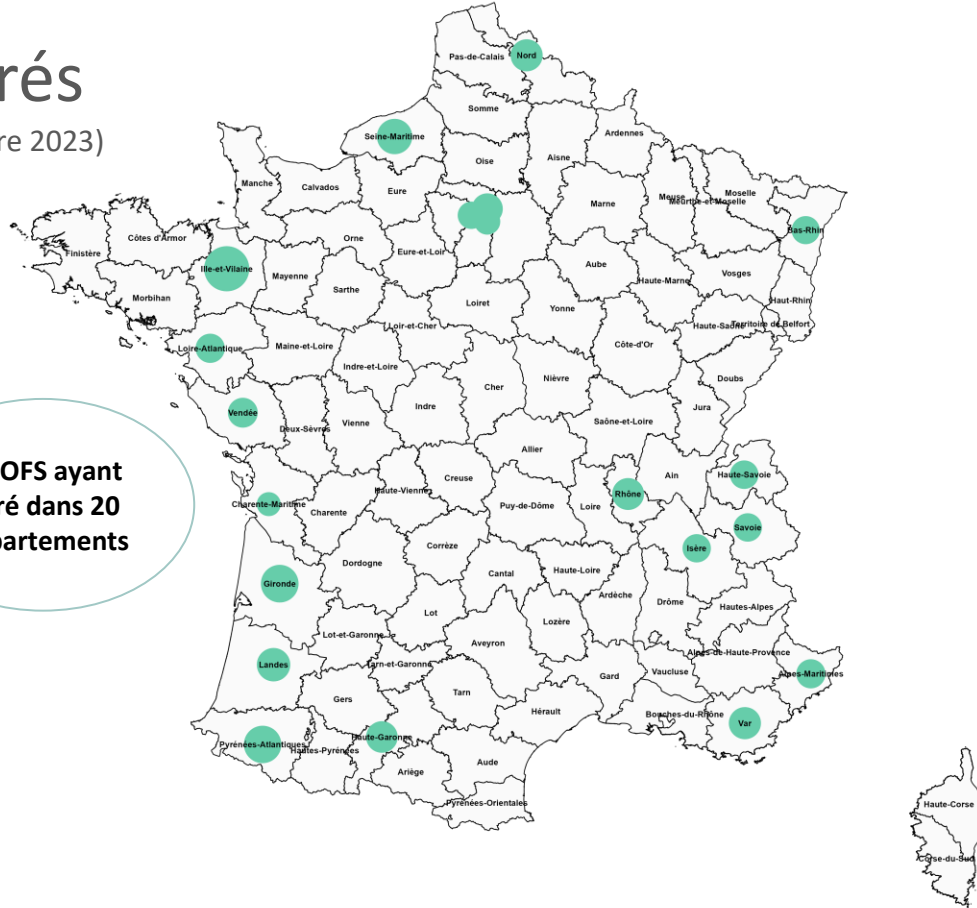 rés
re 2023)
OFS ayant
ré dans 20
partements
Nord
Pas-de-Calais
Somme
Seine-Maritime
Ardennes
Aisne
Oise
Manche
Calvados
Eure
Moselle
Meuse
Meurthe-et-Moselle
Marne
Bas-Rhin
Côtes d'Armor
Orne
Finistère
Eure-et-Loir
Ille-et-Vilaine
Aube
Mayenne
Vosges
Haute-Marne
Sarthe
Morbihan
Haut-Rhin
Loiret
Yonne
Loir-et-Cher
Haute-Saône
Territoire de Belfort
Côte-d'Or
Maine-et-Loire
Loire-Atlantique
Indre-et-Loire
Doubs
Nièvre
Cher
Indre
Jura
Vendée
Saône-et-Loire
Vienne
Deux-Sèvres
Allier
Haute-Savoie
Ain
Creuse
Haute-Vienne
Rhône
Charente-Maritime
Puy-de-Dôme
Loire
Charente
Savoie
Corrèze
Isère
Dordogne
Haute-Loire
Cantal
Gironde
Ardèche
Drôme
Hautes-Alpes
Lot
Lozère
Lot-et-Garonne
Aveyron
Alpes-de-Haute-Provence
Landes
Tarn-et-Garonne
Vaucluse
Alpes-Maritimes
Gard
Tarn
Gers
Hérault
Bouches-du-Rhône
Var
Haute-Garonne
Pyrénées-Atlantiques
Hautes-Pyrénées
Aude
Ariège
Pyrénées-Orientales
Haute-Corse
Corse-du-Sud